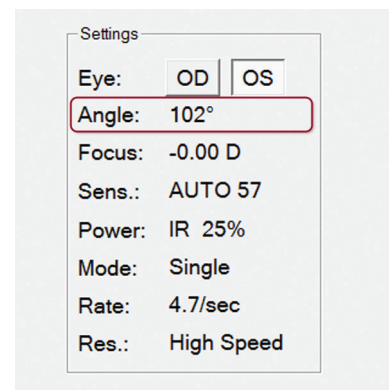 Settings
Eye: OD OS
Angle: 102°
Focus: -0.00 D
Sens.: AUTO 57
Power: IR 25%
Mode: Single
Rate: 4.7/sec
Res.: High Speed